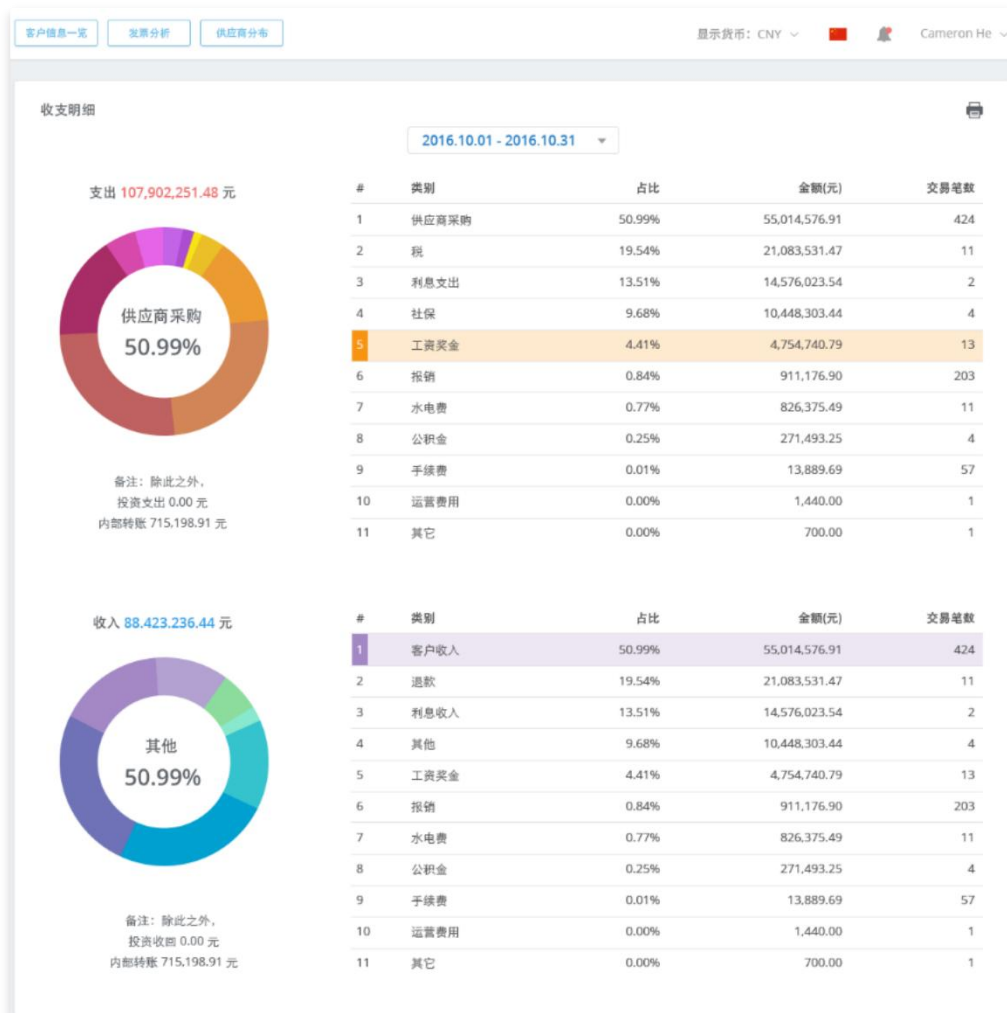 客户信息一览 发票分析 供应商分布 显示货币：CNY Cameron He
收支明细
2016.10.01 - 2016.10.31
支出 107,902,251.48 元
供应商采购
50.99%
备注：除此之外，
投资支出 0.00 元
内部转账 715,198.91 元
# 类别 占比 金额(元) 交易笔数
1 供应商采购 50.99% 55,014,576.91 424
2 税 19.54% 21,083,531.47 11
3 利息支出 13.51% 14,576,023.54 2
4 社保 9.68% 10,448,303.44 4
5 工资奖金 4.41% 4,754,740.79 13
6 报销 0.84% 911,176.90 203
7 水电费 0.77% 826,375.49 11
8 公积金 0.25% 271,493.25 4
9 手续费 0.01% 13,889.69 57
10 运营费用 0.00% 1,440.00 1
11 其它 0.00% 700.00 1
收入 88.423.236.44 元
其他
50.99%
备注：除此之外，
投资收回 0.00 元
内部转账 715,198.91 元
# 类别 占比 金额(元) 交易笔数
1 客户收入 50.99% 55,014,576.91 424
2 退款 19.54% 21,083,531.47 11
3 利息收入 13.51% 14,576,023.54 2
4 其他 9.68% 10,448,303.44 4
5 工资奖金 4.41% 4,754,740.79 13
6 报销 0.84% 911,176.90 203
7 水电费 0.77% 826,375.49 11
8 公积金 0.25% 271,493.25 4
9 手续费 0.01% 13,889.69 57
10 运营费用 0.00% 1,440.00 1
11 其它 0.00% 700.00 1